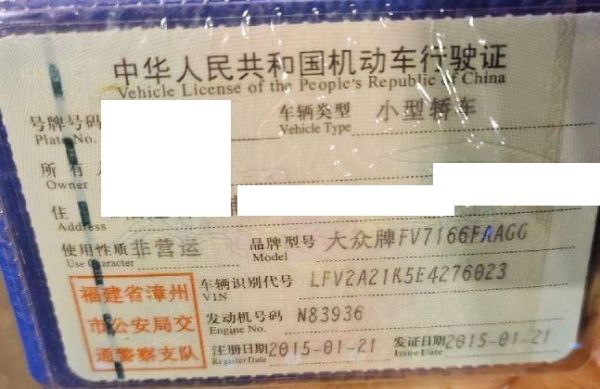 中华人民共和国机动车行驶证
Vehicle License of the People's Republic of China
号牌号码 车辆类型 小型轿车
Plate No. Vehicle Type
所有人
Owner
住
Address
使用性质 非营运 品牌型号 大众牌FV7166FAAGG
Use Character Model
车辆识别代号 LFV2A21K5E4276023
VIN
发动机号码 N83936
Engine No.
注册日期 2015-01-21 发证日期 2015-01-21
Register Date Issue Date
福建省漳州
市公安局交
通警察支队